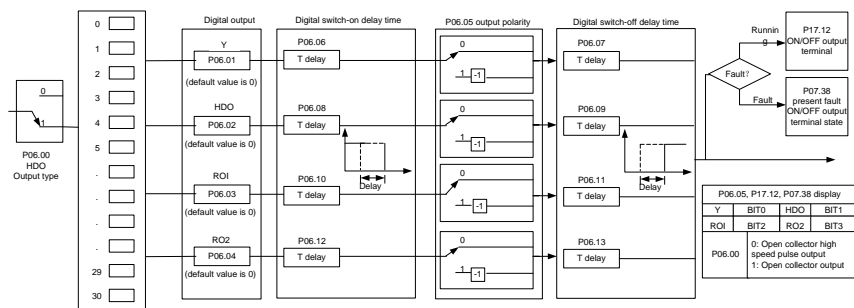 Digital output
Digital switch-on delay time
P06.05 output polarity
Digital switch-off delay time
0
1
2
3
4
5
.
.
.
.
29
30
0
1
P06.00
HDO
Output type
Y
P06.01
(default value is 0)
HDO
P06.02
(default value is 0)
ROI
P06.03
(default value is 0)
RO2
P06.04
(default value is 0)
P06.06
T delay
P06.08
T delay
Delay
P06.10
T delay
P06.12
T delay
0
1
-1
0
1
-1
0
1
-1
0
1
-1
P06.07
T delay
P06.09
T delay
Delay
P06.11
T delay
P06.13
T delay
Fault?
Runnin
g
Fault
P17.12
ON/OFF output
terminal
P07.38
present fault
ON/OFF output
terminal state
P06.05, P17.12, P07.38 display
Y BIT0 HDO BIT1
ROI BIT2 RO2 BIT3
P06.00
0: Open collector high
speed pulse output
1: Open collector output